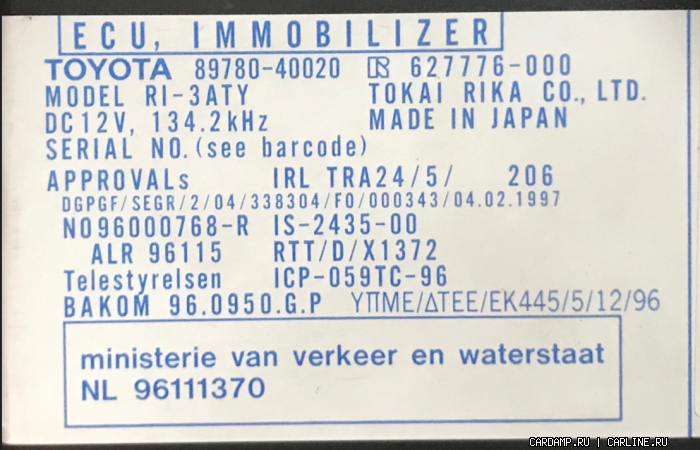 ECU, IMMOBILIZER
TOYOTA 89780-40020 R 627776-000
MODEL RI-3ATY TOKAI RIKA CO., LTD.
DC12V, 134.2kHz MADE IN JAPAN
SERIAL NO.(see barcode)
APPROVALs IRL TRA24/5/ 206
DGPGF/SEGR/2/04/338304/FO/000343/04.02.1997
NO96000768-R IS-2435-00
ALR 96115 RTT/D/X1372
Telestyrelsen ICP-059TC-96
BAKOM 96.0950.G.P ΥΠΜΕ/ΔΤΕΕ/ΕΚ445/5/12/96
ministerie van verkeer en waterstaat
NL 96111370
CARDAMP.RU | CARLINE.RU